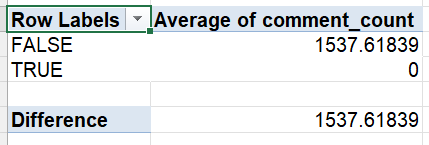 Row Labels Average of comment_count
FALSE 1537.61839
TRUE 0
Difference 1537.61839